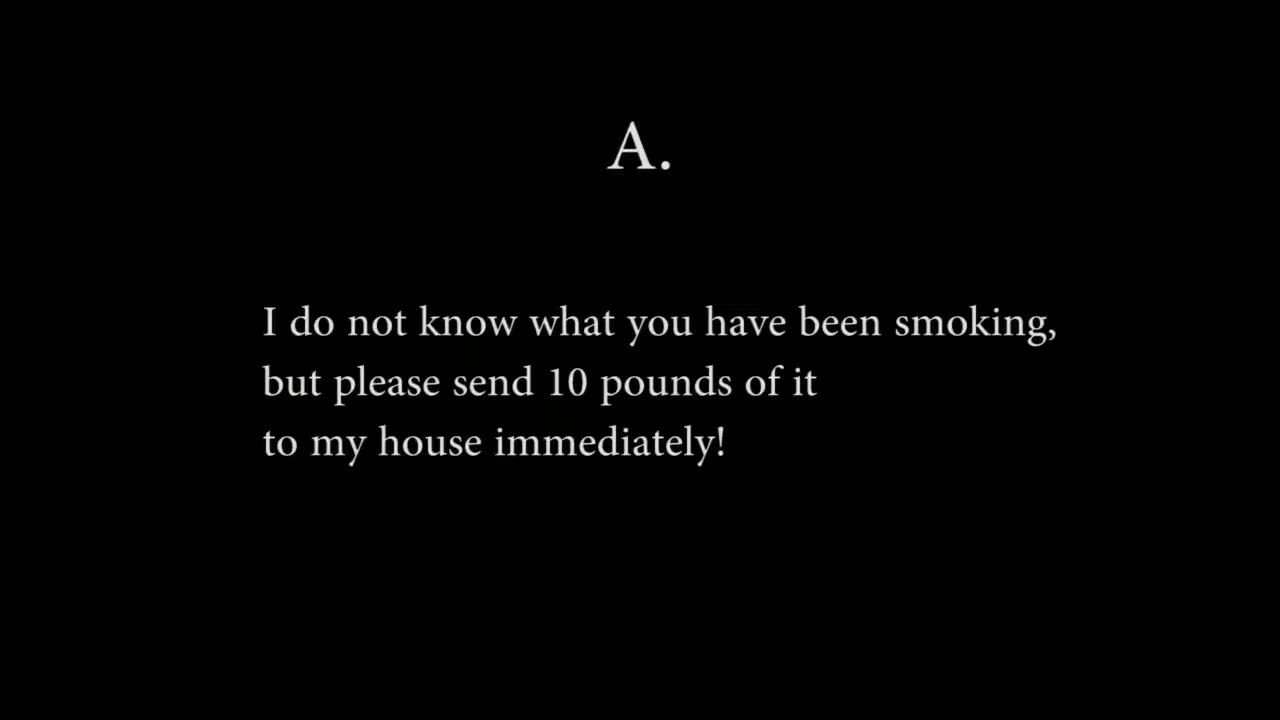 A.
I do not know what you have been smoking,
but please send 10 pounds of it
to my house immediately!